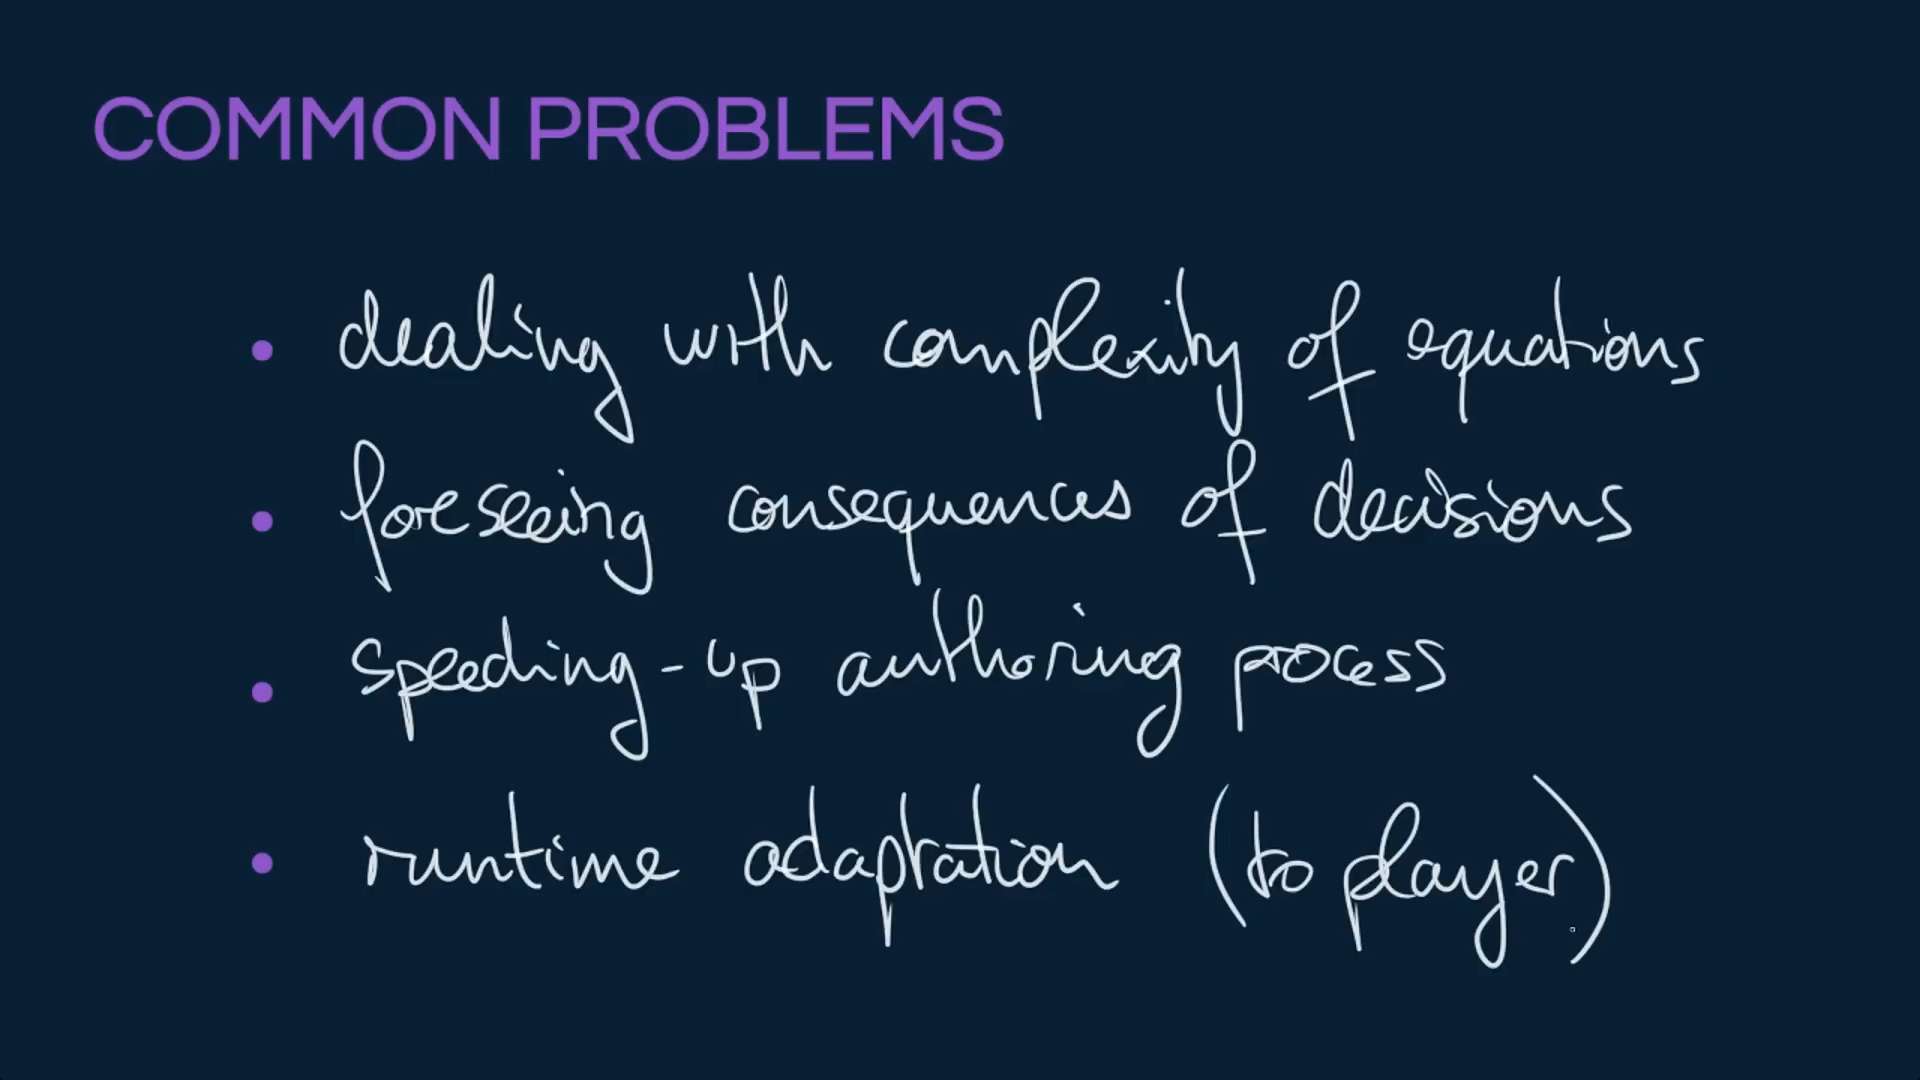 COMMON PROBLEMS
• dealing with complexity of equations
• foreseeing consequences of decisions
• speeding-up authoring process
• runtime adaptation (to player)